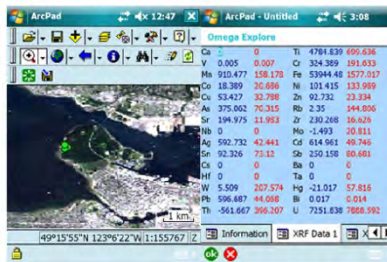 ArcPad 12:47
1 km
49°15'55"N 123°6'22"W 1:155767 Z
ArcPad - Untitled 3:08
Omega Explore
Ca 0 Ti 4784.839 699.636
V 0.005 0.007 Cr 324.389 191.633
Mn 910.477 158.178 Fe 53944.48 1577.017
Co 18.389 20.686 Ni 101.415 133.989
Cu 53.427 32.788 Zn 92.732 23.334
As 375.062 70.315 Rb 2.35 144.806
Sr 194.975 11.953 Zr 230.268 16.626
Nb 0 0 Mo -1.493 20.811
Ag 592.732 42.441 Cd 614.961 49.746
Sn 92.326 75.12 Sb 250.158 80.681
Cs 0 0 Ba 0 0
Hf 0 0 Ta 0 0
W 5.509 207.574 Hg -21.017 57.816
Pb 596.687 44.068 Bi 0.017 0.014
Th -561.667 396.207 U 7251.838 7888.592
Information XRF Data 1 X
ok